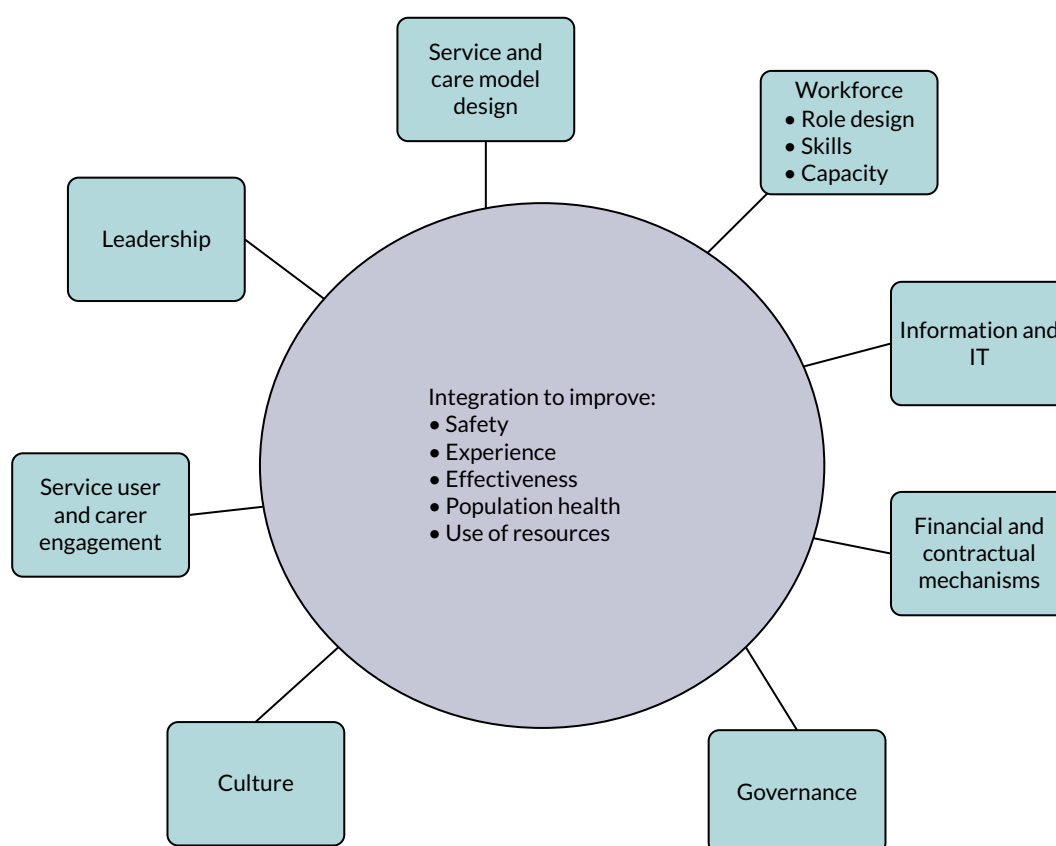 Service and
care model
design
Workforce
• Role design
• Skills
• Capacity
Leadership
Information and
IT
Integration to improve:
• Safety
• Experience
• Effectiveness
• Population health
• Use of resources
Service user
and carer
engagement
Financial and
contractual
mechanisms
Culture
Governance